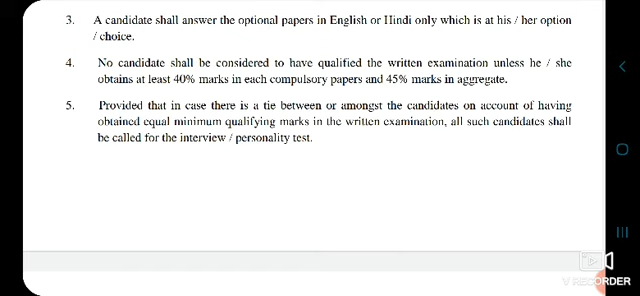 3. A candidate shall answer the optional papers in English or Hindi only which is at his / her option
/ choice.
4. No candidate shall be considered to have qualified the written examination unless he / she
obtains at least 40% marks in each compulsory papers and 45% marks in aggregate.
5. Provided that in case there is a tie between or amongst the candidates on account of having
obtained equal minimum qualifying marks in the written examination, all such candidates shall
be called for the interview / personality test.
V RECORDER